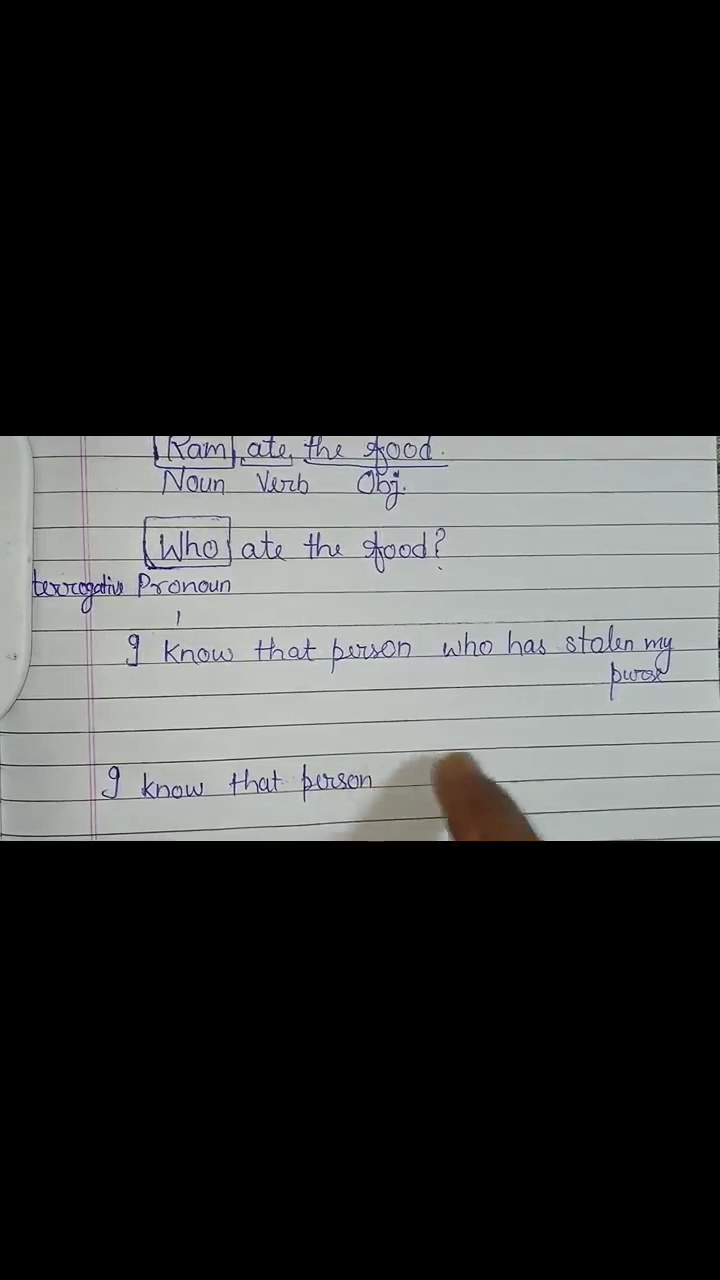 Ram ate the food.
Noun Verb Obj.
Who ate the food?
terrogative Pronoun
I know that person who has stolen my
purse
I know that person